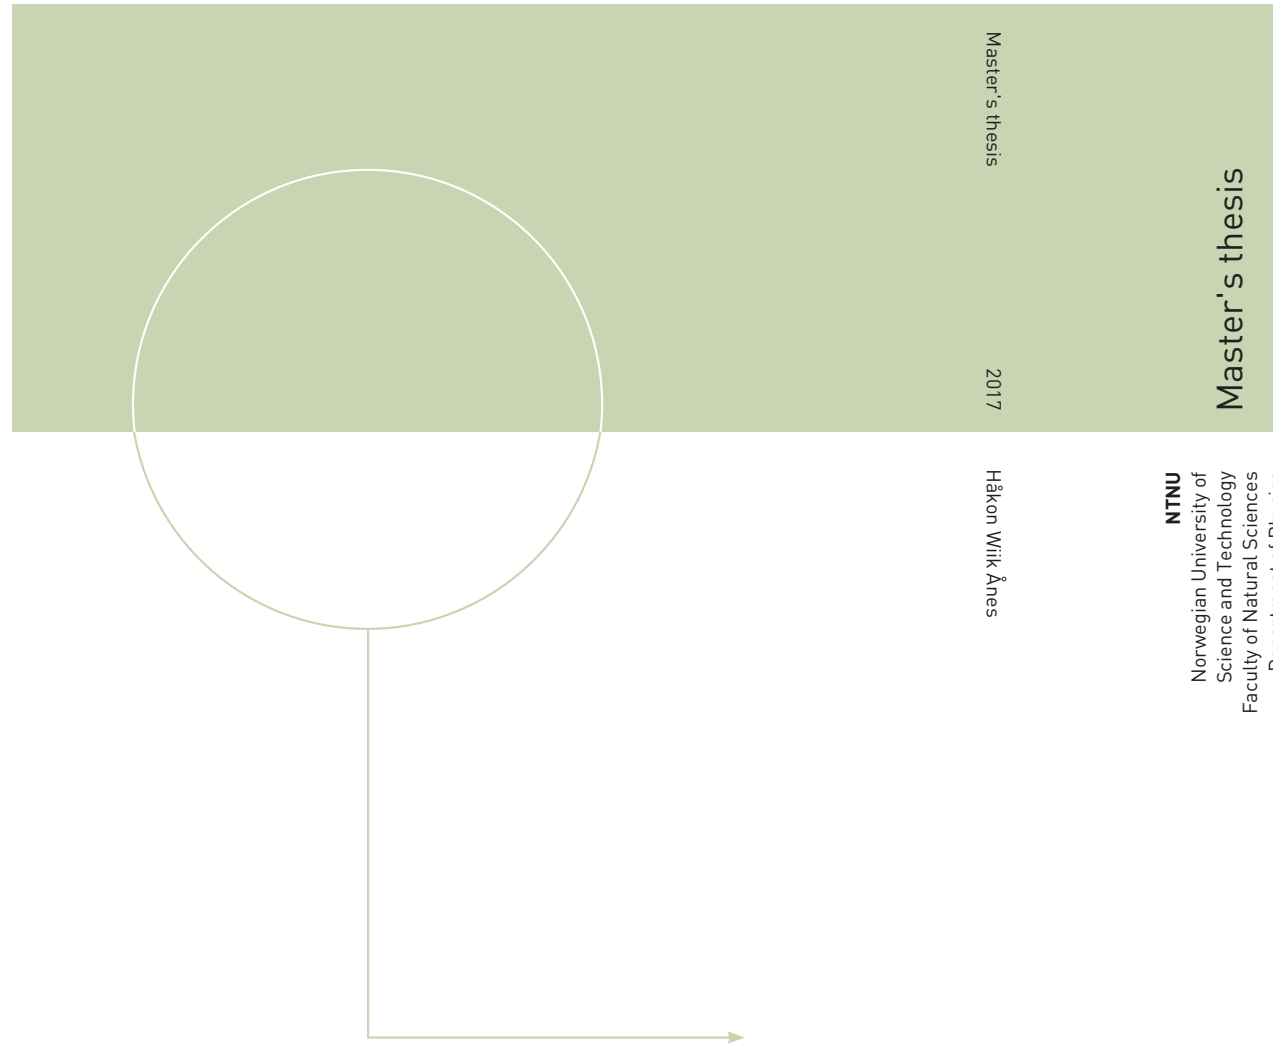 Master's thesis
2017
Håkon Wiik Ånes
Master's thesis
NTNU
Norwegian University of
Science and Technology
Faculty of Natural Sciences